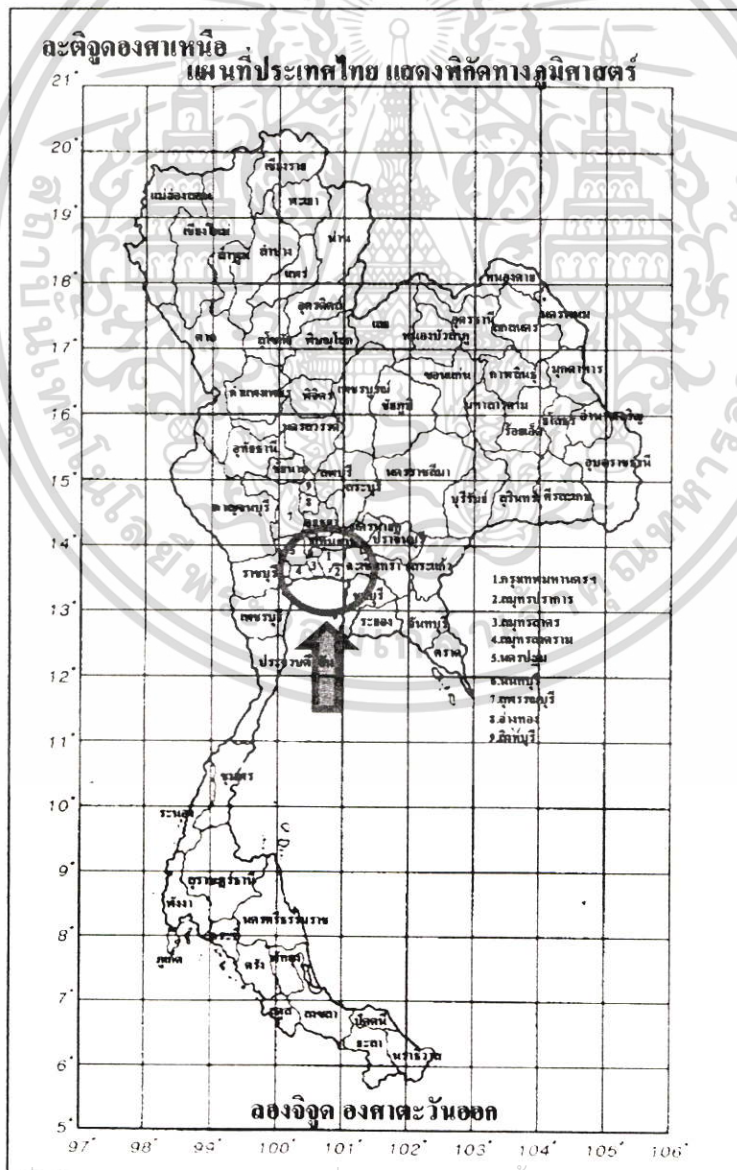 ละติจูดองศาเหนือ
แผนที่ประเทศไทย แสดงพิกัดทางภูมิศาสตร์
21°
20°
19°
18°
17°
16°
15°
14°
13°
12°
11°
10°
9°
8°
7°
6°
5°
เชียงราย
แม่ฮ่องสอน
พะเยา
เชียงใหม่
น่าน
ลำพูน
ลำปาง
แพร่
หนองคาย
อุตรดิตถ์
อุดรธานี
สกลนคร
นครพนม
ตาก
สุโขทัย
พิษณุโลก
เลย
หนองบัวลำภู
ขอนแก่น
กาฬสินธุ์
มุกดาหาร
กำแพงเพชร
พิจิตร
เพชรบูรณ์
ชัยภูมิ
มหาสารคาม
ร้อยเอ็ด
ยโสธร
อำนาจเจริญ
นครสวรรค์
อุทัยธานี
อุบลราชธานี
ชัยนาท
ลพบุรี
นครราชสีมา
9
สระบุรี
บุรีรัมย์
สุรินทร์
ศรีสะเกษ
กาญจนบุรี
8
7
อยุธยา
นครนายก
ปราจีนบุรี
5
6
1
ราชบุรี
4
3
2
ฉะเชิงเทรา
สระแก้ว
ชลบุรี
เพชรบุรี
ระยอง
จันทบุรี
ตราด
1.กรุงเทพมหานครฯ
2.สมุทรปราการ
3.สมุทรสาคร
4.สมุทรสงคราม
5.นครปฐม
6.นนทบุรี
7.สุพรรณบุรี
8.อ่างทอง
9.สิงห์บุรี
ชุมพร
ระนอง
สุราษฎร์ธานี
พังงา
นครศรีธรรมราช
ภูเก็ต
ตรัง
พัทลุง
สตูล
สงขลา
ปัตตานี
ยะลา
นราธิวาส
ลองจิจูด องศาตะวันออก
97° 98° 99° 100° 101° 102° 103° 104° 105° 106°